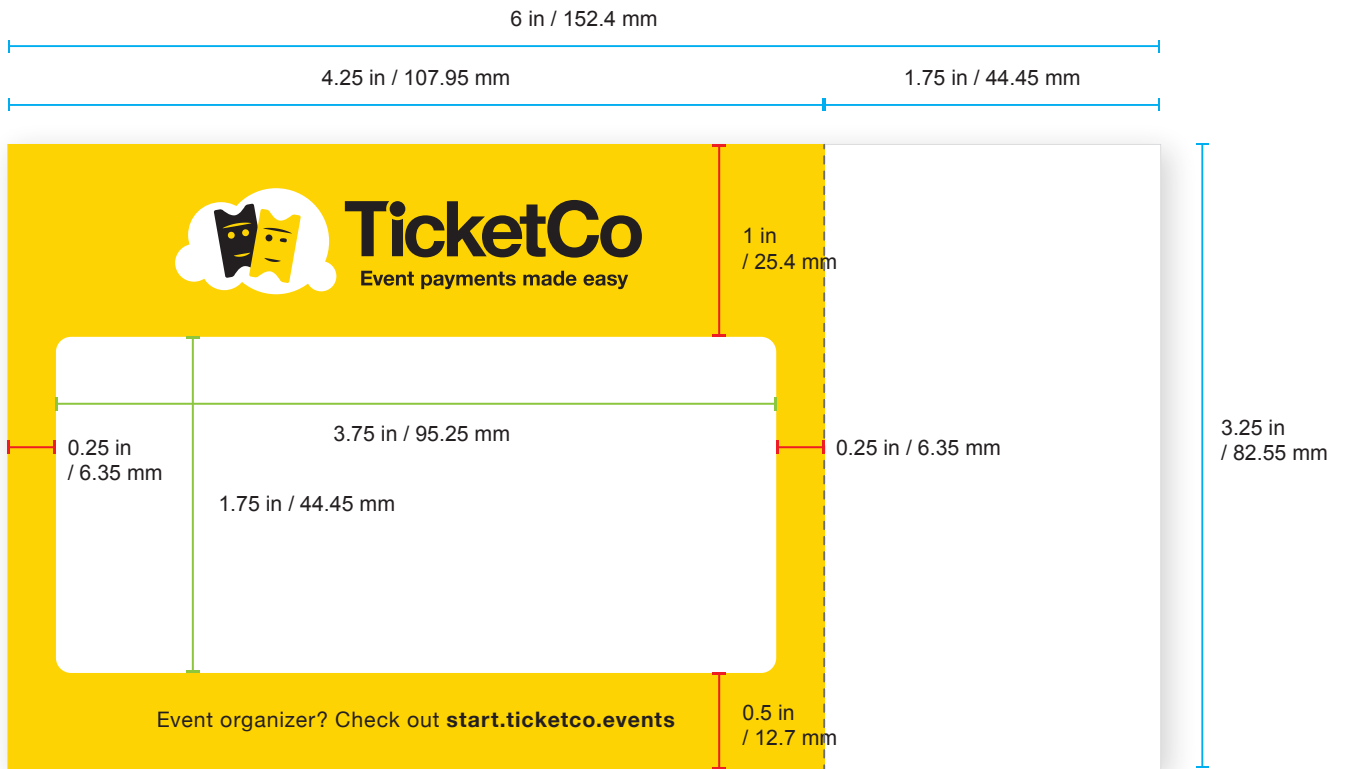 6 in / 152.4 mm
4.25 in / 107.95 mm
1.75 in / 44.45 mm
TicketCo
Event payments made easy
1 in
/ 25.4 mm
3.75 in / 95.25 mm
0.25 in
/ 6.35 mm
0.25 in / 6.35 mm
3.25 in
/ 82.55 mm
1.75 in / 44.45 mm
0.5 in
/ 12.7 mm
Event organizer? Check out start.ticketco.events